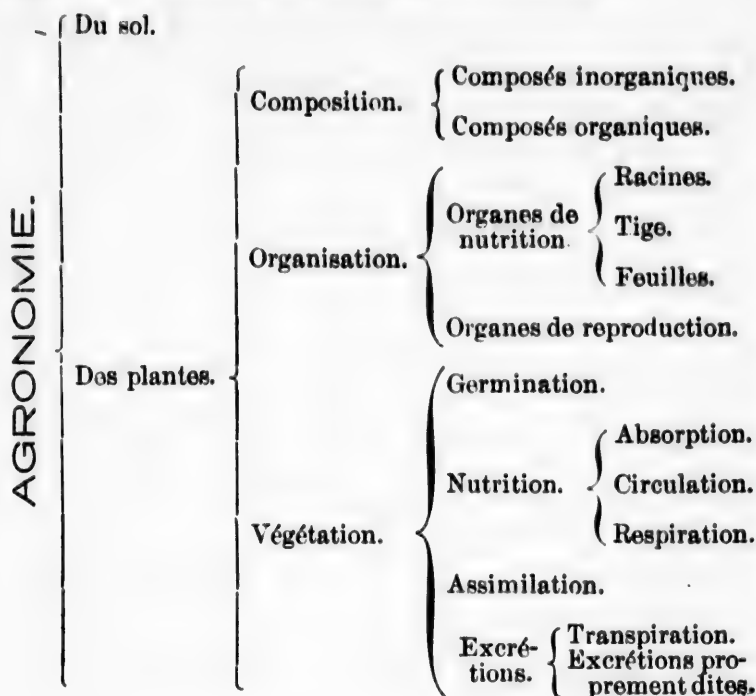 AGRONOMIE.
Du sol.
Des plantes.
Composition.
Composés inorganiques.
Composés organiques.
Organisation.
Organes de
nutrition
Racines.
Tige.
Feuilles.
Organes de reproduction.
Végétation.
Germination.
Nutrition.
Absorption.
Circulation.
Respiration.
Assimilation.
Excré-
tions.
Transpiration.
Excrétions pro-
prement dites.